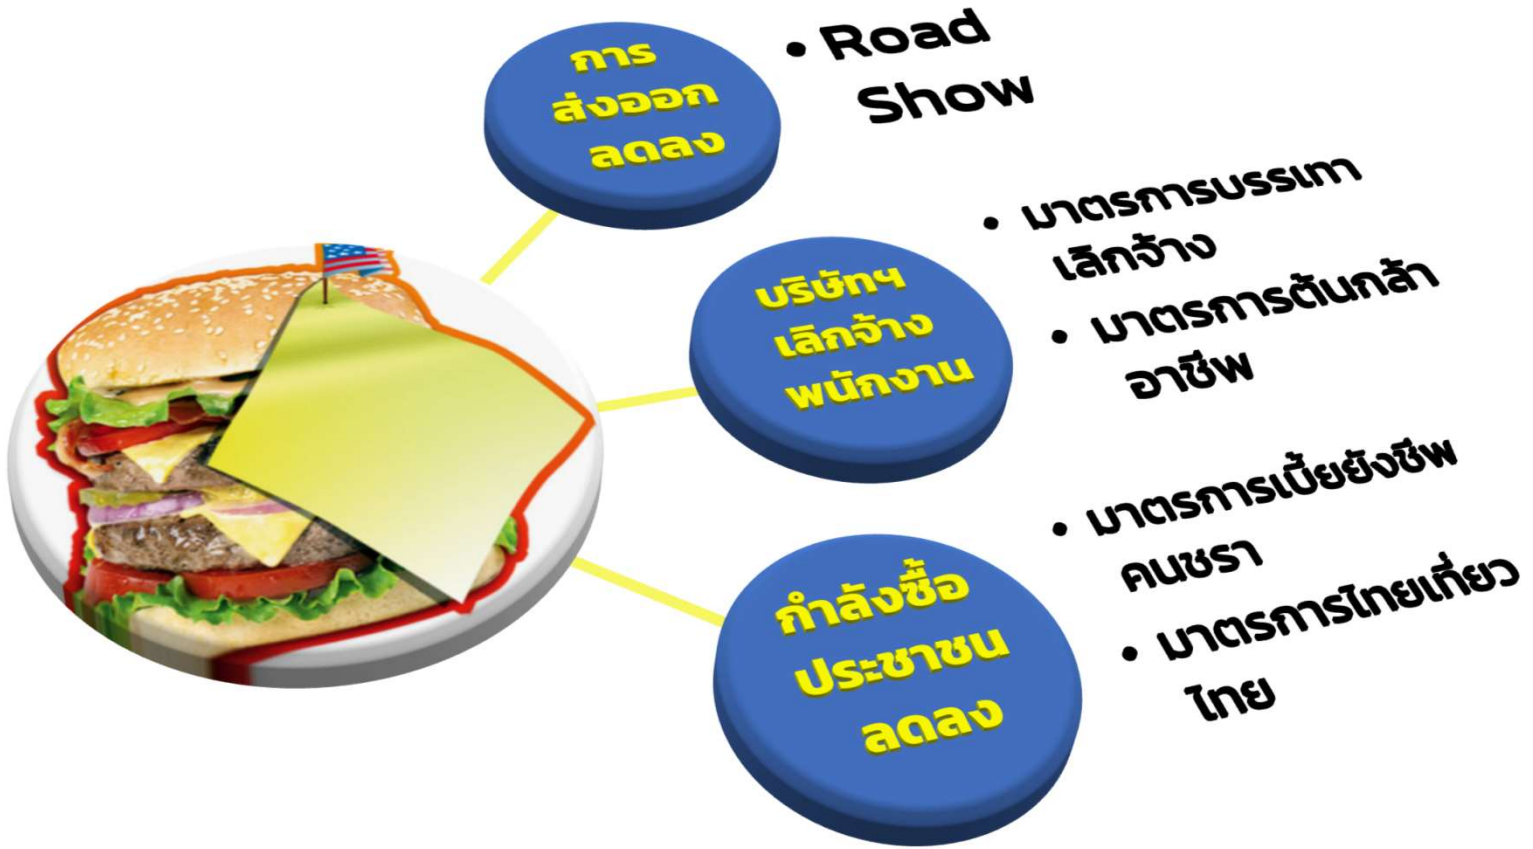 การ
ส่งออก
ลดลง
• Road
Show
บริษัทฯ
เลิกจ้าง
พนักงาน
• มาตรการบรรเทา
เลิกจ้าง
• มาตรการต้นกล้า
อาชีพ
กำลังซื้อ
ประชาชน
ลดลง
• มาตรการเบี้ยยังชีพ
คนชรา
• มาตรการไทยเที่ยว
ไทย